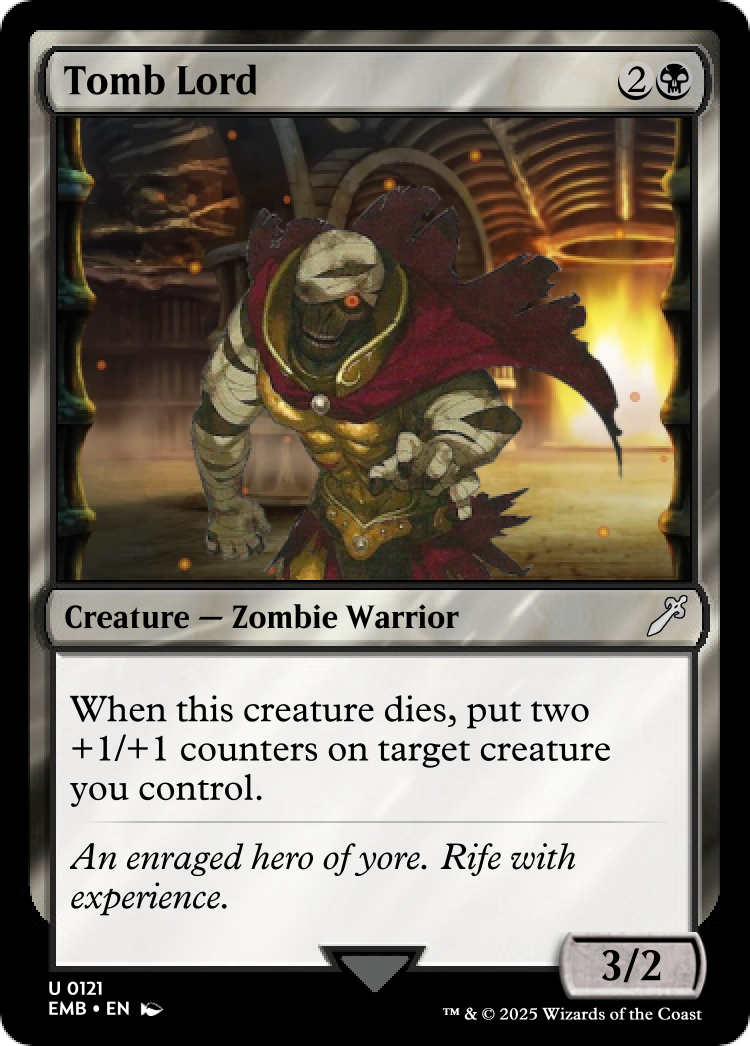 Tomb Lord 2
Creature — Zombie Warrior
When this creature dies, put two
+1/+1 counters on target creature
you control.
An enraged hero of yore. Rife with
experience.
3/2
U 0121
EMB • EN
™ & © 2025 Wizards of the Coast